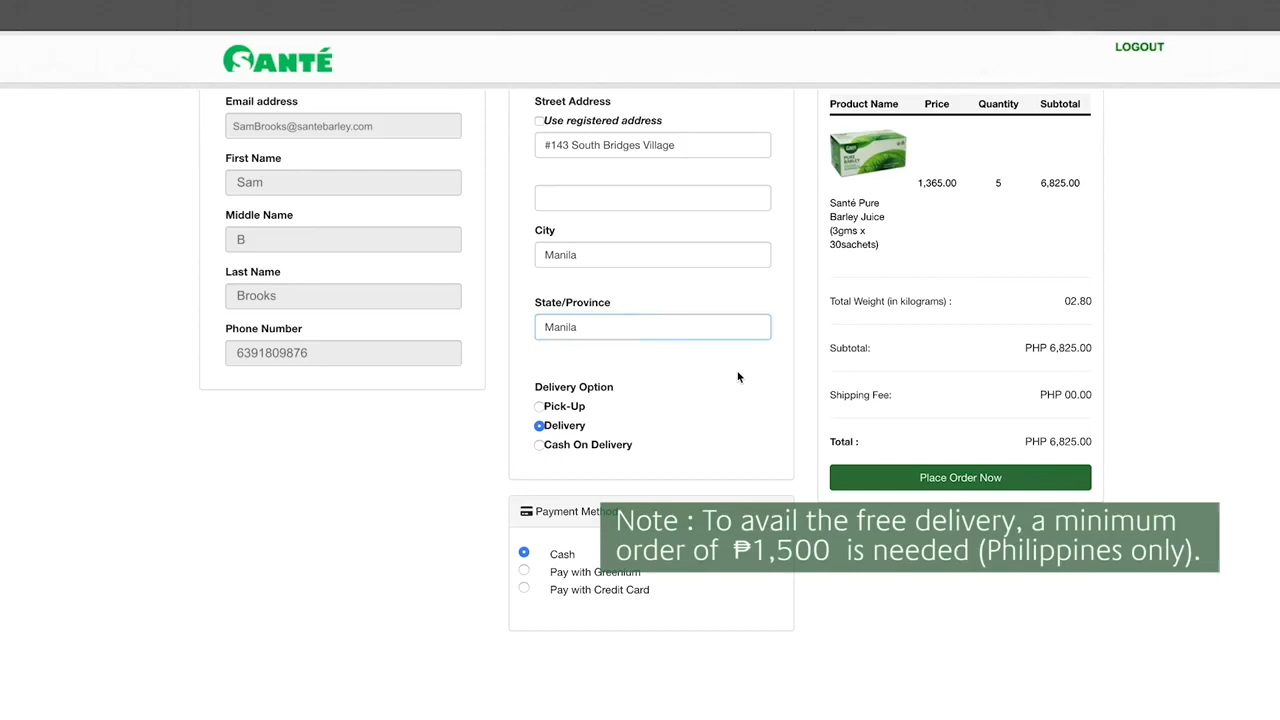 SANTÉ
LOGOUT
Email address
SamBrooks@santebarley.com
First Name
Sam
Middle Name
B
Last Name
Brooks
Phone Number
6391809876
Street Address
Use registered address
#143 South Bridges Village
City
Manila
State/Province
Manila
Delivery Option
Pick-Up
Delivery
Cash On Delivery
Payment Method
Cash
Pay with Greenium
Pay with Credit Card
Product Name Price Quantity Subtotal
PURE
BARLEY
1,365.00 5 6,825.00
Santé Pure
Barley Juice
(3gms x
30sachets)
Total Weight (in kilograms) : 02.80
Subtotal: PHP 6,825.00
Shipping Fee: PHP 00.00
Total : PHP 6,825.00
Place Order Now
Note : To avail the free delivery, a minimum
order of ₱1,500 is needed (Philippines only).